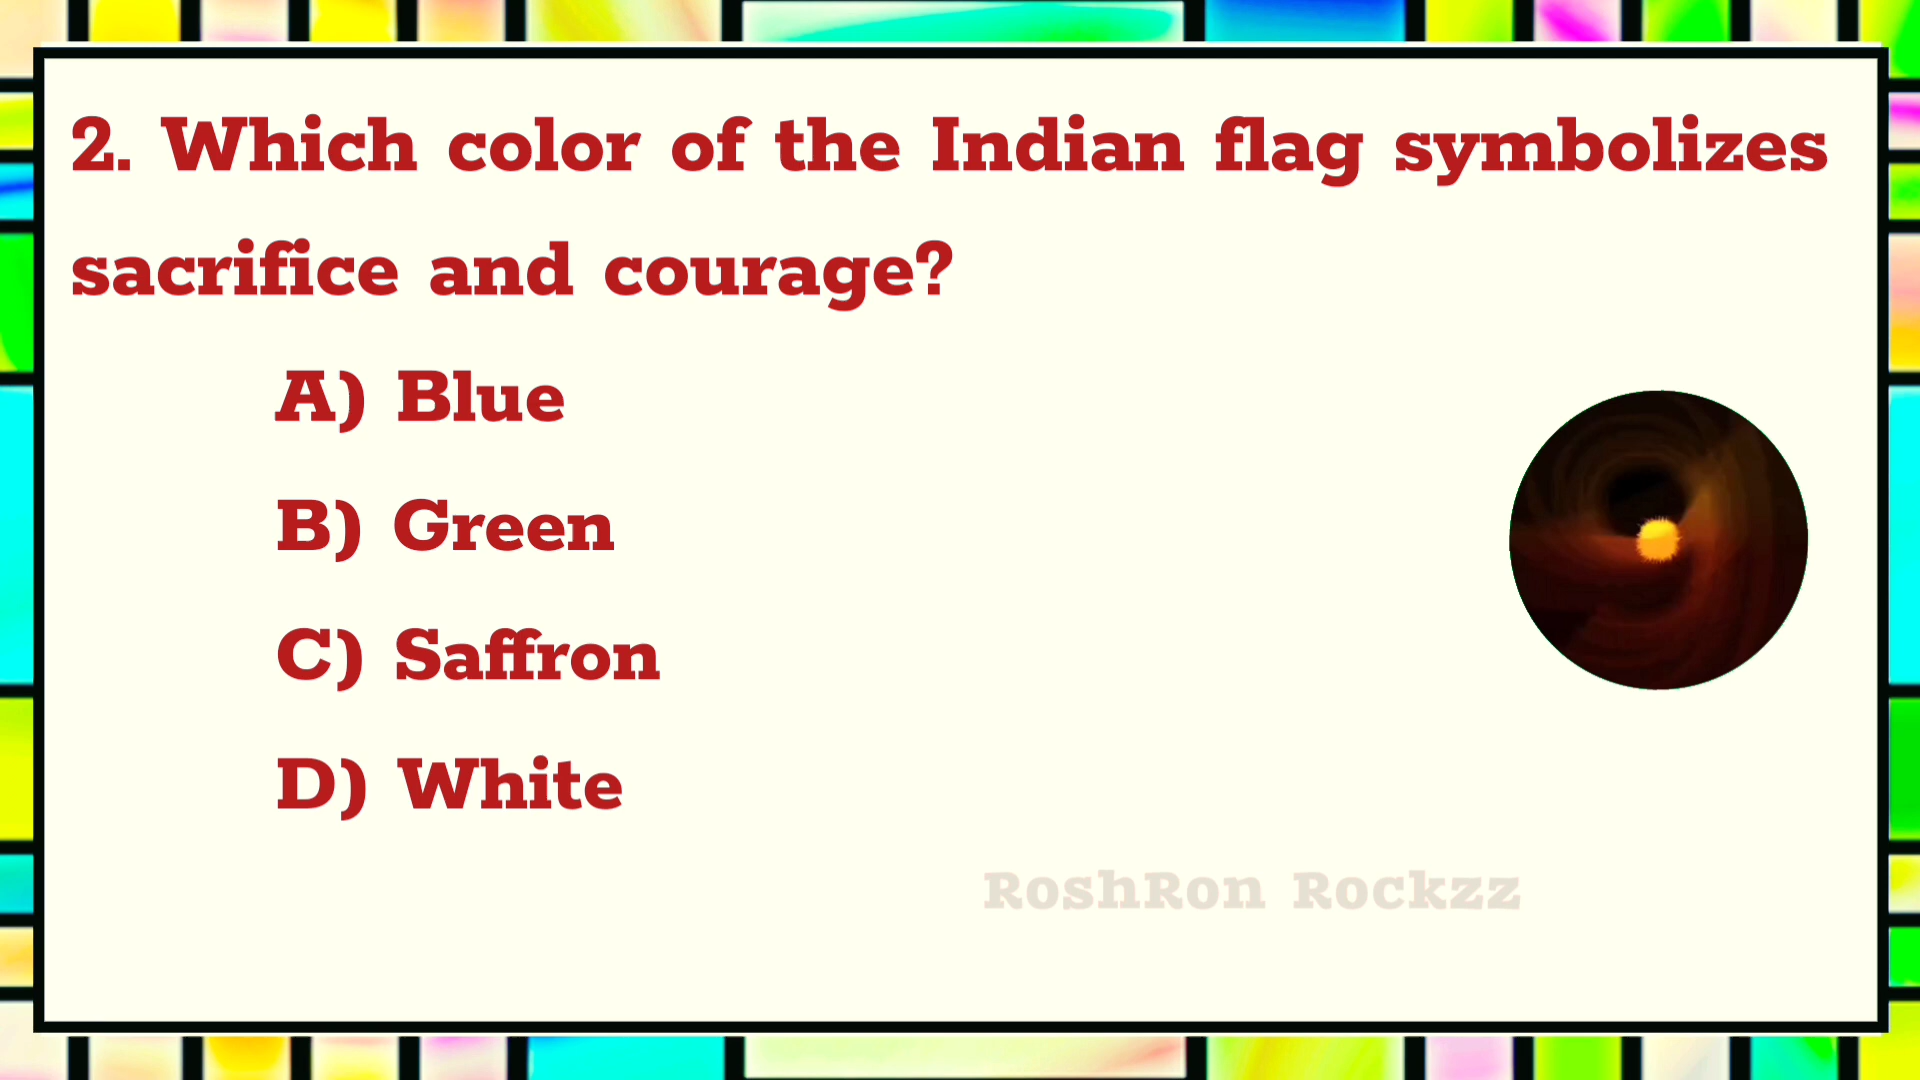 2. Which color of the Indian flag symbolizes
sacrifice and courage?
A) Blue
B) Green
C) Saffron
D) White
RoshRon Rockzz